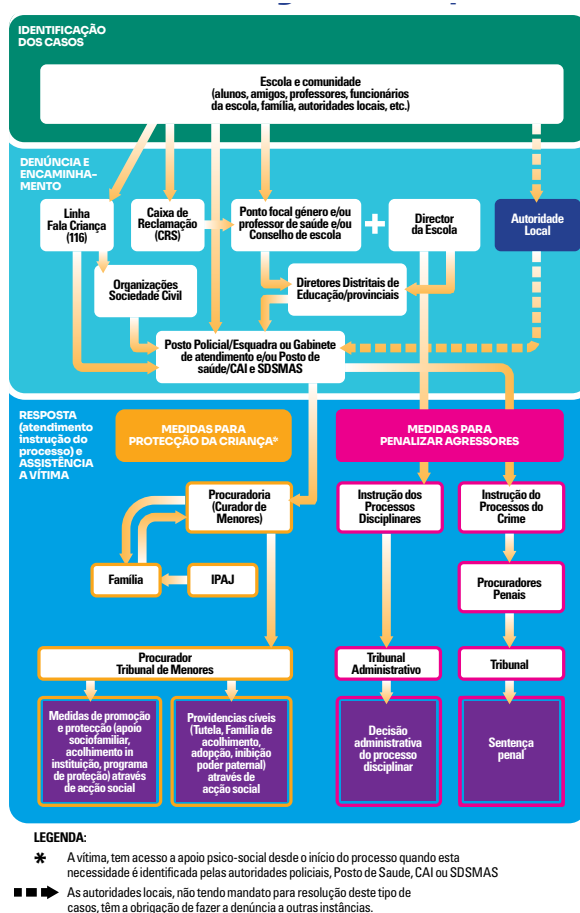 IDENTIFICAÇÃO
DOS CASOS
Escola e comunidade
(alunos, amigos, professores, funcionários
da escola, família, autoridades locais, etc.)
DENÚNCIA E
ENCAMINHA-
MENTO
Linha
Fala Criança
(116)
Caixa de
Reclamação
(CRS)
Ponto focal género e/ou
professor de saúde e/ou
Conselho de escola
+
Director
da Escola
Autoridade
Local
Organizações
Sociedade Civil
Diretores Distritais de
Educação/provinciais
Posto Policial/Esquadra ou Gabinete
de atendimento e/ou Posto de
saúde/CAI e SDSMAS
RESPOSTA
(atendimento
instrução do
processo) e
ASSISTÊNCIA
A VÍTIMA
MEDIDAS PARA
PROTECÇÃO DA CRIANÇA*
MEDIDAS PARA
PENALIZAR AGRESSORES
Procuradoria
(Curador de
Menores)
Instrução dos
Processos
Disciplinares
Instrução do
Processos do
Crime
Família
IPAJ
Procuradores
Penais
Procurador
Tribunal de Menores
Tribunal
Administrativo
Tribunal
Medidas de promoção
e protecção (apoio
sociofamiliar,
acolhimento in
instituição, programa
de proteção) através
de acção social
Providencias cíveis
(Tutela, Família de
acolhimento,
adopção, inibição
poder paternal)
através de
acção social
Decisão
administrativa
do processo
disciplinar
Sentença
penal
LEGENDA:
* A vítima, tem acesso a apoio psico-social desde o início do processo quando esta
necessidade é identificada pelas autoridades policiais, Posto de Saude, CAI ou SDSMAS
As autoridades locais, não tendo mandato para resolução deste tipo de
casos, têm a obrigação de fazer a denúncia a outras instâncias.